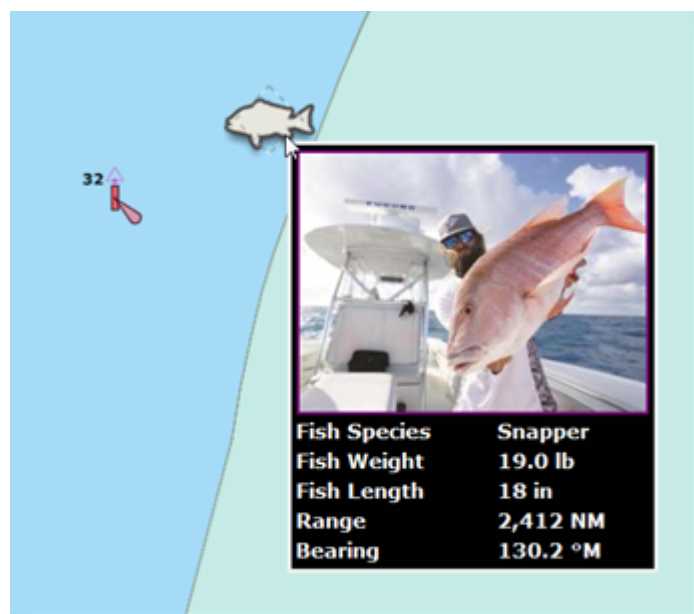 32
FURUNO
Fish Species Snapper
Fish Weight 19.0 lb
Fish Length 18 in
Range 2,412 NM
Bearing 130.2 °M